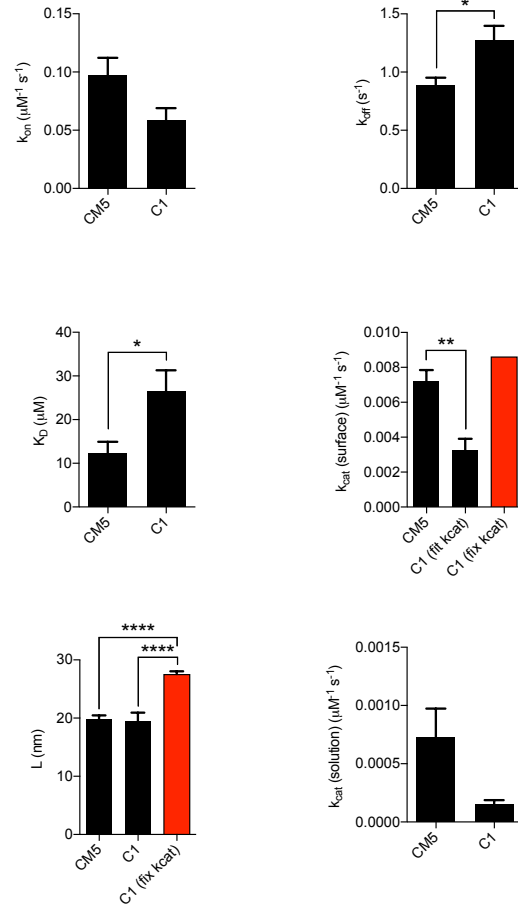 0.15
0.10
0.05
0.00
kon (μM-1 s-1)
CM5
C1
*
1.5
1.0
0.5
0.0
koff (s-1)
CM5
C1
*
40
30
20
10
0
KD (μM)
CM5
C1
**
0.010
0.008
0.006
0.004
0.002
0.000
kcat (surface) (μM-1 s-1)
CM5
C1 (fit kcat)
C1 (fix kcat)
****
****
30
20
10
0
L (nm)
CM5
C1
C1 (fix kcat)
0.0015
0.0010
0.0005
0.0000
kcat (solution) (μM-1 s-1)
CM5
C1